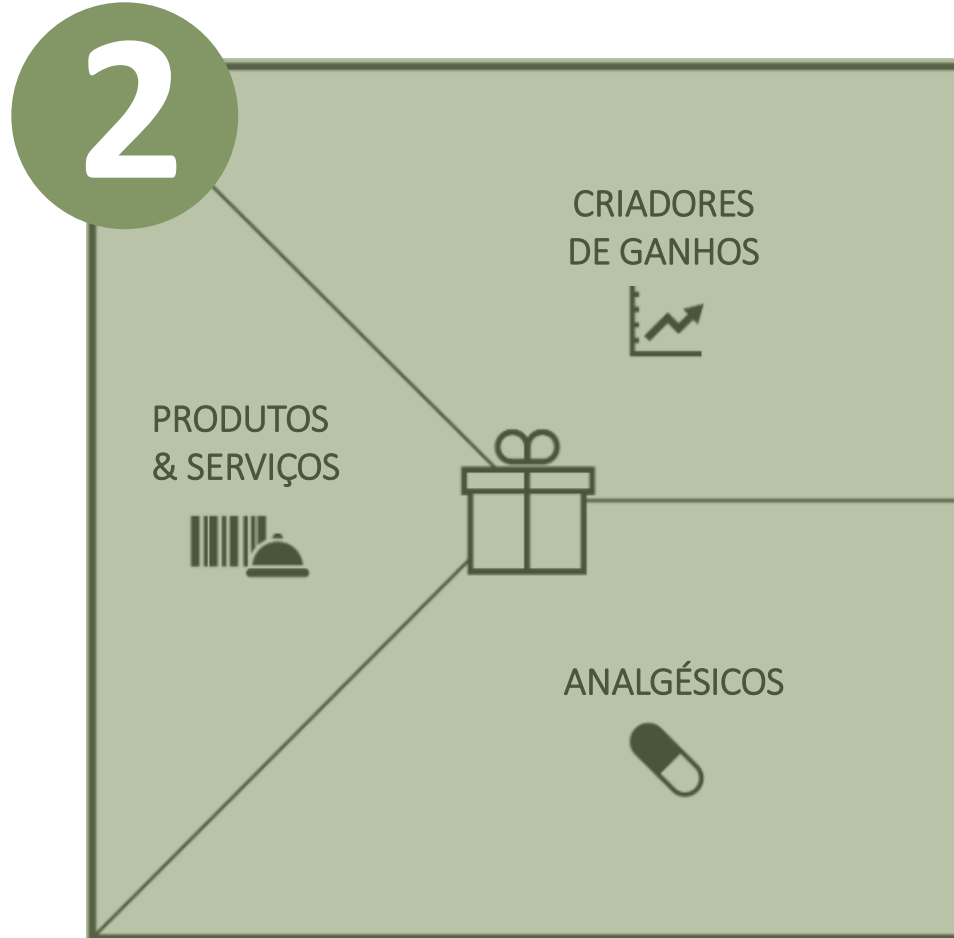 2
CRIADORES
DE GANHOS
PRODUTOS
& SERVIÇOS
ANALGÉSICOS